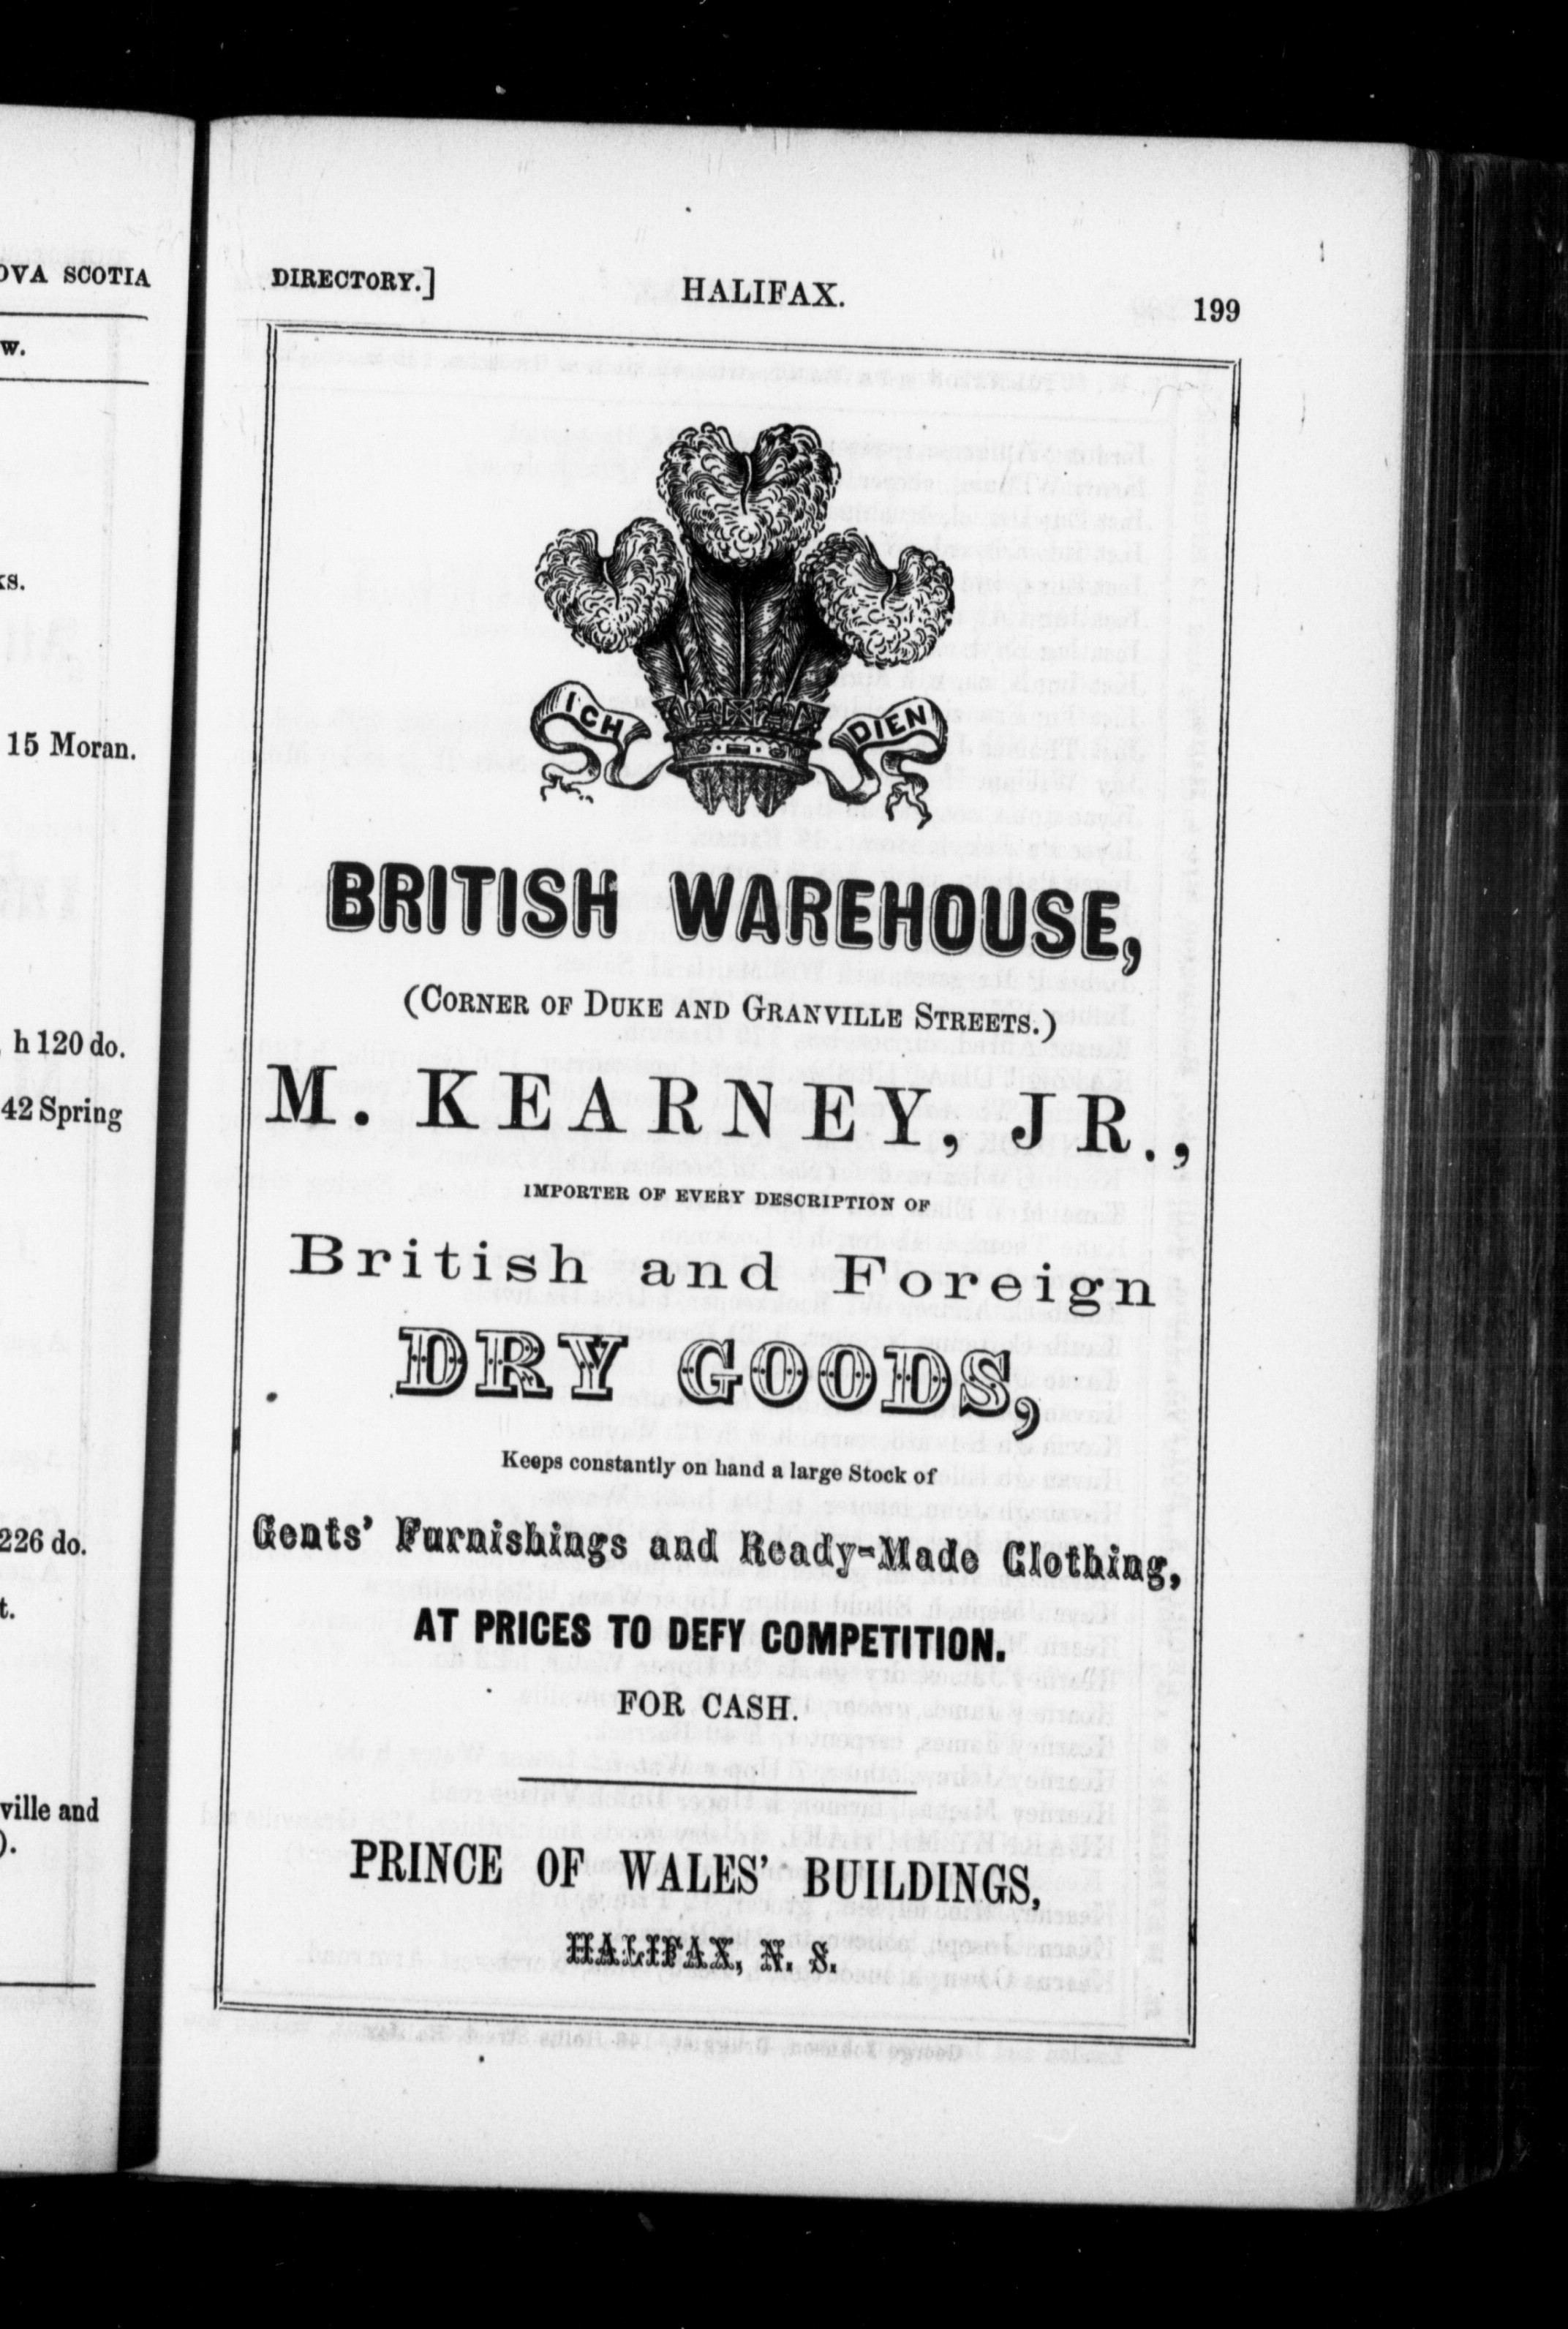 OVA SCOTIA
w.
ks.
15 Moran.
h 120 do.
42 Spring
226 do.
t.
ville and
).
DIRECTORY.] HALIFAX. 199
ICH DIEN
BRITISH WAREHOUSE,
(CORNER OF DUKE AND GRANVILLE STREETS.)
M. KEARNEY, JR.,
IMPORTER OF EVERY DESCRIPTION OF
British and Foreign
DRY GOODS,
Keeps constantly on hand a large Stock of
Gents' Furnishings and Ready-Made Clothing,
AT PRICES TO DEFY COMPETITION.
FOR CASH.
PRINCE OF WALES' BUILDINGS,
HALIFAX, N. S.